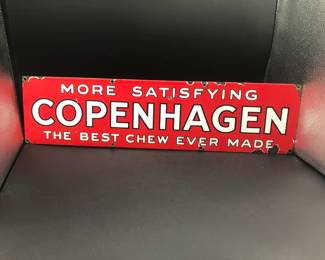 MORE SATISFYING
COPENHAGEN
THE BEST CHEW EVER MADE